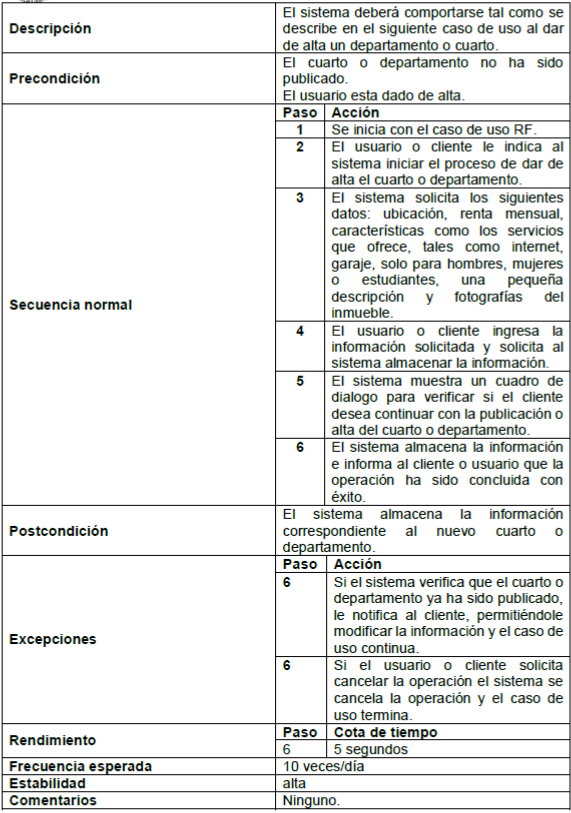 Descripción
El sistema deberá comportarse tal como se
describe en el siguiente caso de uso al dar
de alta un departamento o cuarto.
Precondición
El cuarto o departamento no ha sido
publicado.
El usuario esta dado de alta.
Secuencia normal
Paso Acción
1 Se inicia con el caso de uso RF.
2 El usuario o cliente le indica al
sistema iniciar el proceso de dar de
alta el cuarto o departamento.
3 El sistema solicita los siguientes
datos: ubicación, renta mensual,
características como los servicios
que ofrece, tales como internet,
garaje, solo para hombres, mujeres
o estudiantes, una pequeña
descripción y fotografías del
inmueble.
4 El usuario o cliente ingresa la
información solicitada y solicita al
sistema almacenar la información.
5 El sistema muestra un cuadro de
dialogo para verificar si el cliente
desea continuar con la publicación o
alta del cuarto o departamento.
6 El sistema almacena la información
e informa al cliente o usuario que la
operación ha sido concluida con
éxito.
Postcondición
El sistema almacena la información
correspondiente al nuevo cuarto o
departamento.
Excepciones
Paso Acción
6 Si el sistema verifica que el cuarto o
departamento ya ha sido publicado,
le notifica al cliente, permitiéndole
modificar la información y el caso de
uso continua.
6 Si el usuario o cliente solicita
cancelar la operación el sistema se
cancela la operación y el caso de
uso termina.
Rendimiento
Paso Cota de tiempo
6 5 segundos
Frecuencia esperada 10 veces/día
Estabilidad alta
Comentarios Ninguno.